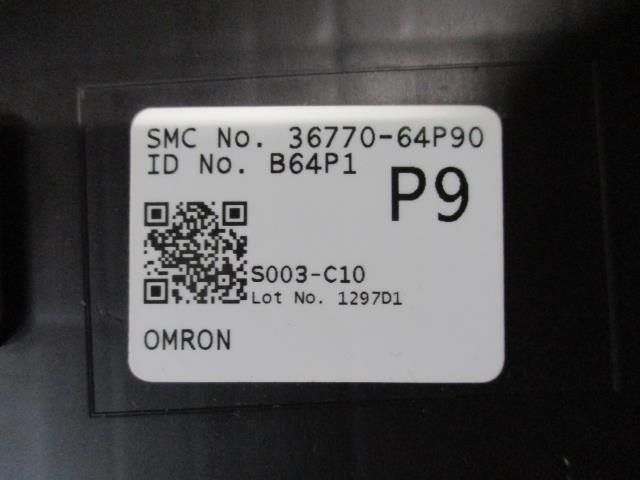 SMC No. 36770-64P90
ID No. B64P1
P9
S003-C10
Lot No. 1297D1
OMRON